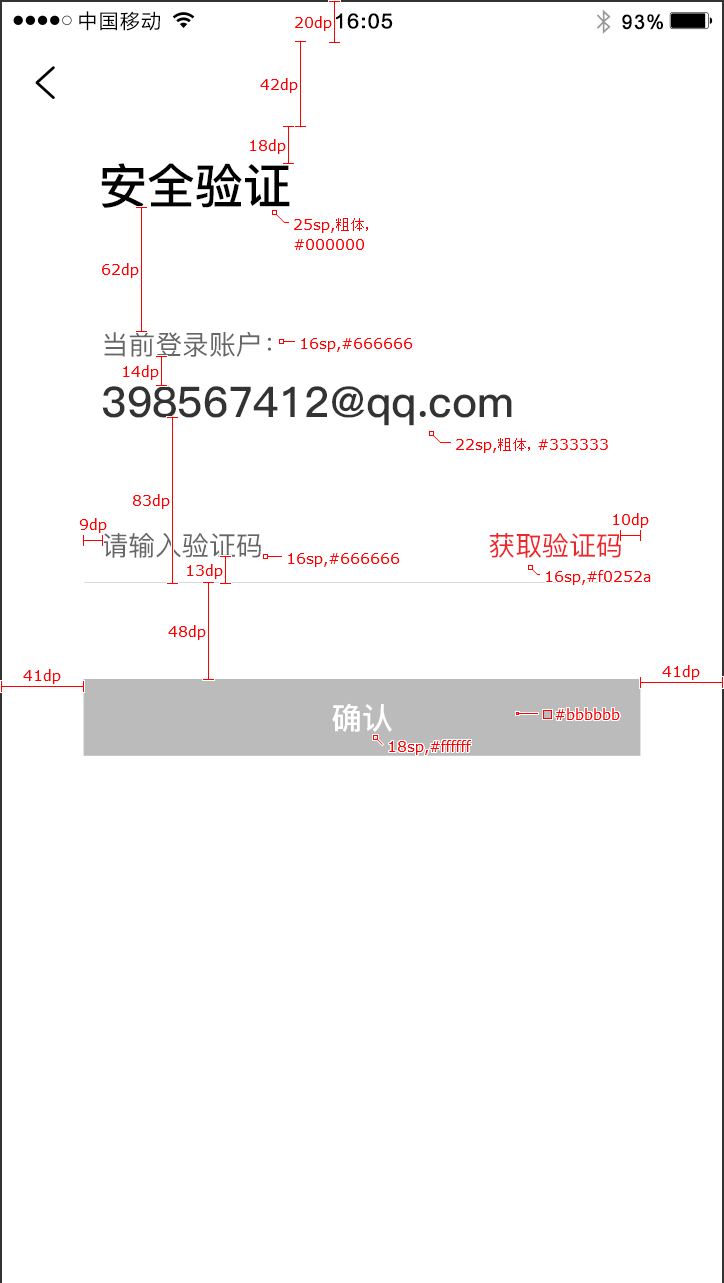 中国移动
20dp
16:05
93%
42dp
18dp
安全验证
25sp,粗体,
#000000
62dp
当前登录账户:
16sp,#666666
14dp
398567412@qq.com
22sp,粗体, #333333
83dp
9dp
10dp
请输入验证码
获取验证码
16sp,#666666
13dp
16sp,#f0252a
48dp
41dp
41dp
确认
#bbbbbb
18sp,#ffffff